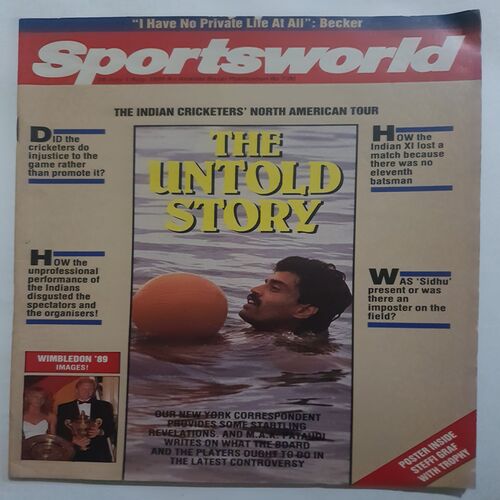 "I Have No Private Life At All": Becker
Sportsworld
THE INDIAN CRICKETERS' NORTH AMERICAN TOUR
THE
UNTOLD
STORY
DID the
cricketers do
injustice to the
game rather
than promote it?
HOW the
Indian XI lost a
match because
there was no
eleventh
batsman
HOW the
unprofessional
performance of
the Indians
disgusted the
spectators and
the organisers!
WAS 'Sidhu'
present or was
there an
imposter on the
field?
WIMBLEDON '89
IMAGES!
OUR NEW YORK CORRESPONDENT
PROVIDES SOME STARTLING
REVELATIONS. AND M.A.K. PATAUDI
WRITES ON WHAT THE BOARD
AND THE PLAYERS OUGHT TO DO IN
THE LATEST CONTROVERSY
POSTER INSIDE
STEFFI GRAF
WITH TROPHY